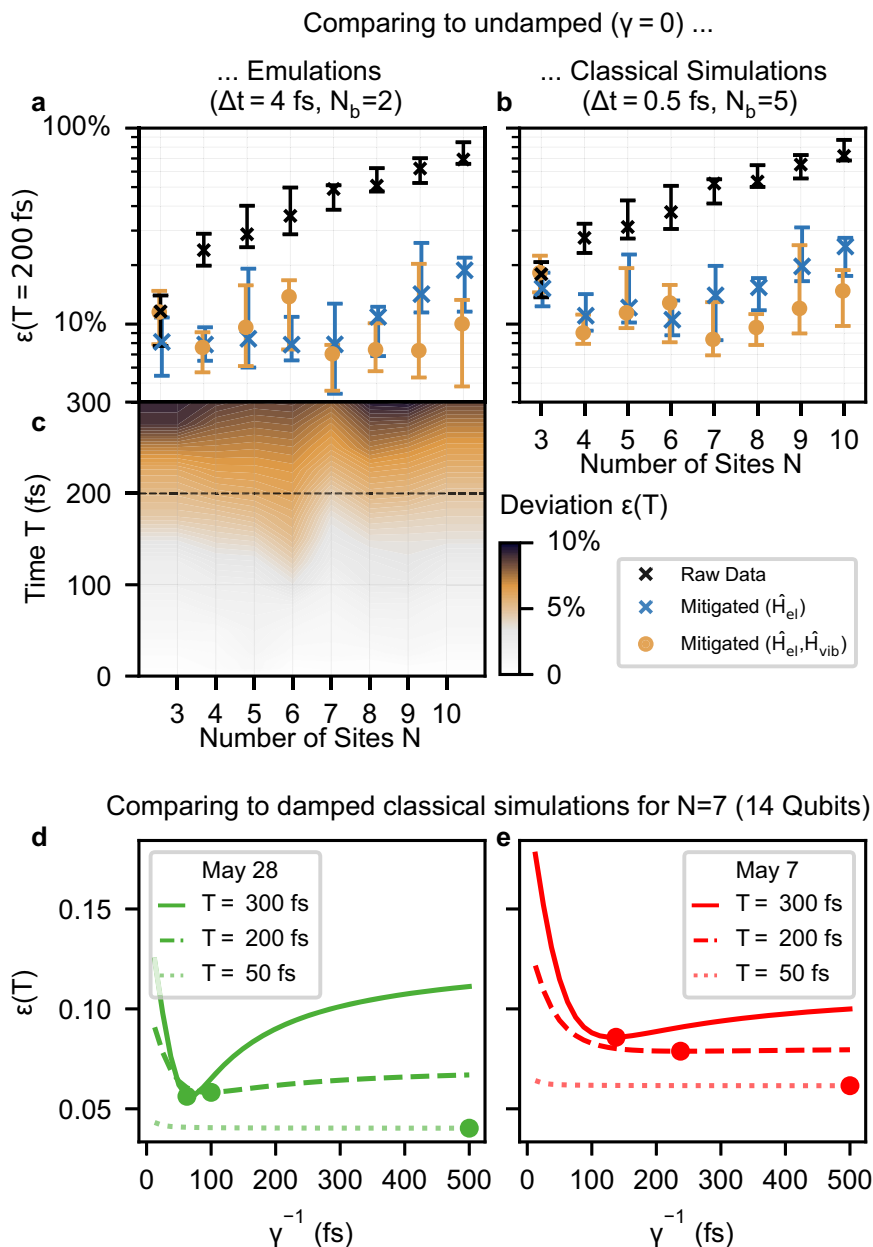 Comparing to undamped (γ = 0) ...
... Emulations
(Δt = 4 fs, N_b=2)
... Classical Simulations
(Δt = 0.5 fs, N_b=5)
a
b
100%
10%
ε(T = 200 fs)
3 4 5 6 7 8 9 10
Number of Sites N
c
300
200
100
0
Time T (fs)
3 4 5 6 7 8 9 10
Number of Sites N
Deviation ε(T)
10%
5%
0
Raw Data
Mitigated (Ĥ_el)
Mitigated (Ĥ_el,Ĥ_vib)
Comparing to damped classical simulations for N=7 (14 Qubits)
d
e
May 28
T = 300 fs
T = 200 fs
T = 50 fs
May 7
T = 300 fs
T = 200 fs
T = 50 fs
0.15
0.10
0.05
ε(T)
0 100 200 300 400 500
0 100 200 300 400 500
γ⁻¹ (fs)
γ⁻¹ (fs)